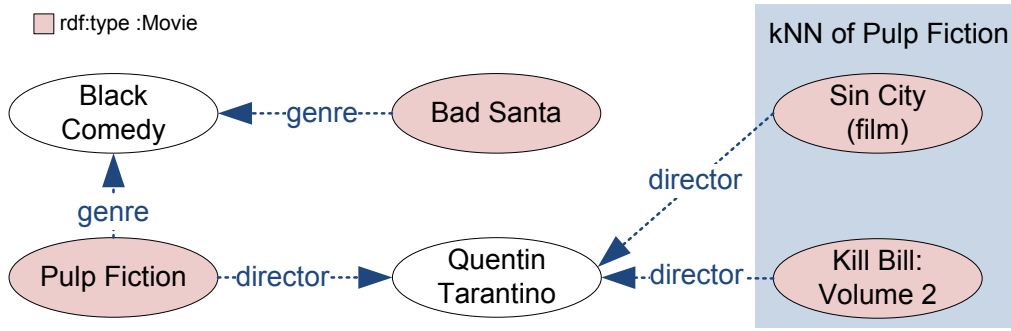 rdf:type :Movie
kNN of Pulp Fiction
Black
Comedy
genre
Bad Santa
Sin City
(film)
director
genre
Pulp Fiction
director
Quentin
Tarantino
director
Kill Bill:
Volume 2